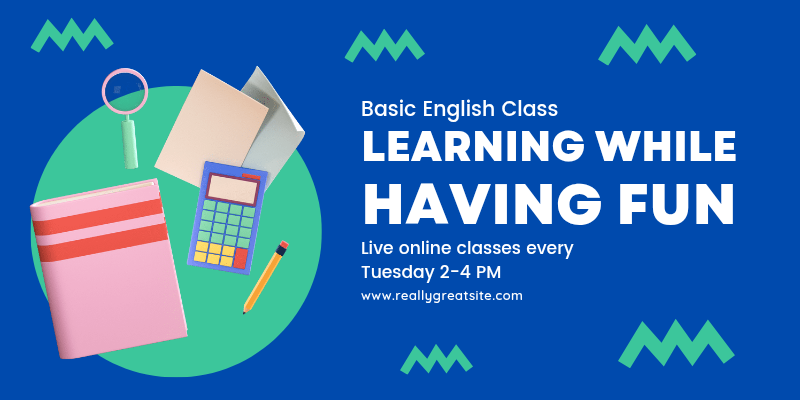 Basic English Class
LEARNING WHILE
HAVING FUN
Live online classes every
Tuesday 2-4 PM
www.reallygreatsite.com